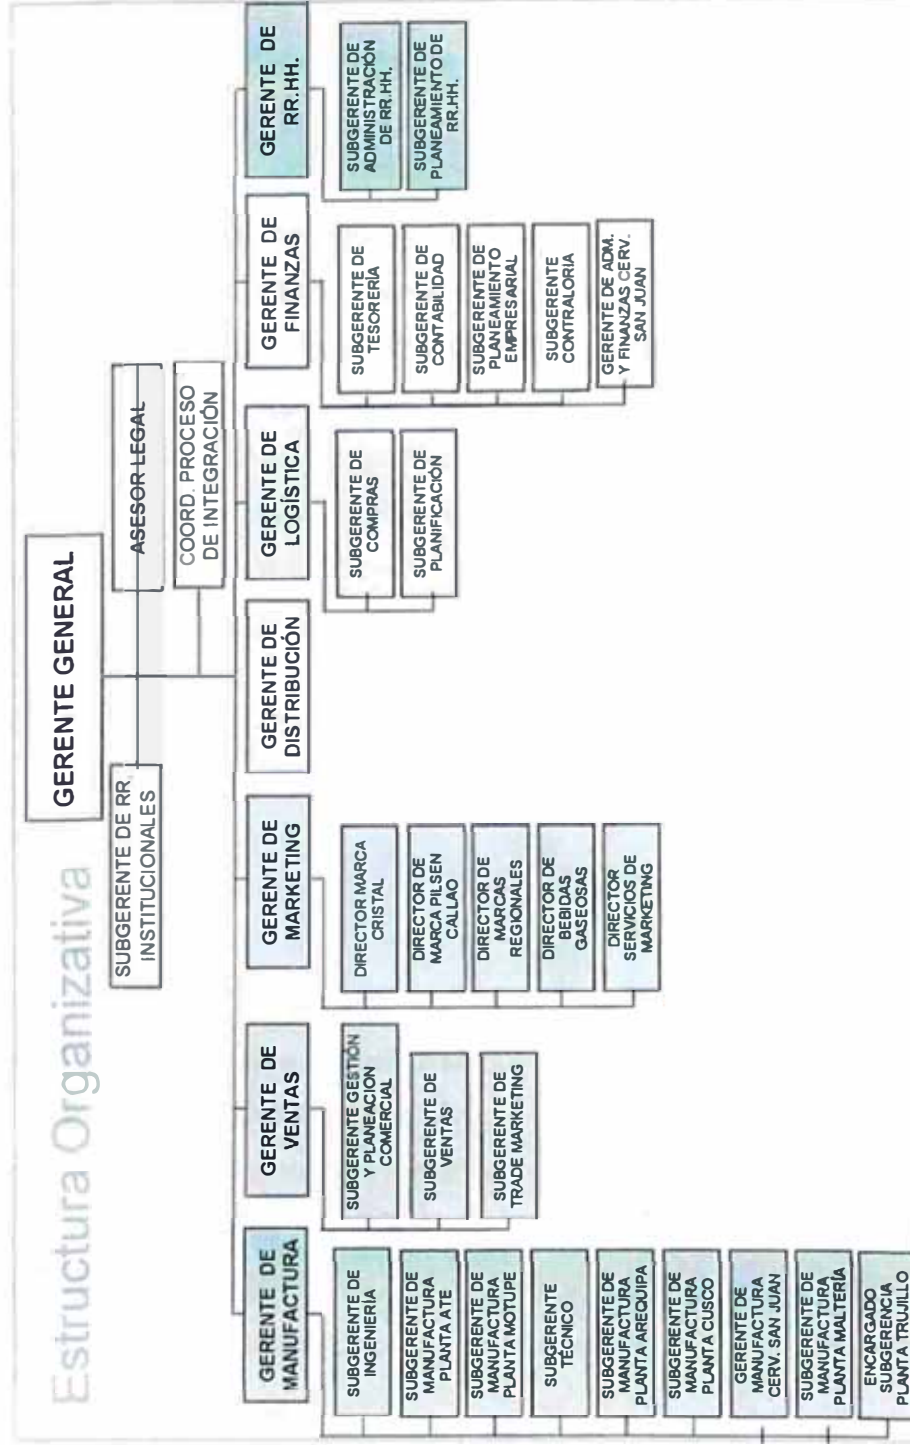 Estructura Organizativa
GERENTE GENERAL
SUBGERENTE DE RR.
INSTITUCIONALES
ASESOR LEGAL
COORD. PROCESO
DE INTEGRACIÓN
GERENTE DE
MANUFACTURA
SUBGERENTE DE
INGENIERÍA
SUBGERENTE DE
MANUFACTURA
PLANTA ATE
SUBGERENTE DE
MANUFACTURA
PLANTA MOTUPE
SUBGERENTE
TÉCNICO
SUBGERENTE DE
MANUFACTURA
PLANTA AREQUIPA
SUBGERENTE DE
MANUFACTURA
PLANTA CUSCO
GERENTE DE
MANUFACTURA
CERV. SAN JUAN
SUBGERENTE DE
MANUFACTURA
PLANTA MALTERÍA
ENCARGADO
SUBGERENCIA
PLANTA TRUJILLO
GERENTE DE
VENTAS
SUBGERENTE GESTIÓN
Y PLANEACION
COMERCIAL
SUBGERENTE DE
VENTAS
SUBGERENTE DE
TRADE MARKETING
GERENTE DE
MARKETING
DIRECTOR MARCA
CRISTAL
DIRECTOR DE
MARCA PILSEN
CALLAO
DIRECTOR DE
MARCAS
REGIONALES
DIRECTOR DE
BEBIDAS
GASEOSAS
DIRECTOR
SERVICIOS DE
MARKETING
GERENTE DE
DISTRIBUCIÓN
GERENTE DE
LOGÍSTICA
SUBGERENTE DE
COMPRAS
SUBGERENTE DE
PLANIFICACIÓN
GERENTE DE
FINANZAS
SUBGERENTE DE
TESORERÍA
SUBGERENTE DE
CONTABILIDAD
SUBGERENTE DE
PLANEAMIENTO
EMPRESARIAL
SUBGERENTE
CONTRALORIA
GERENTE DE ADM.
Y FINANZAS CERV.
SAN JUAN
GERENTE DE
RR.HH.
SUBGERENTE DE
ADMINISTRACIÓN
DE RR.HH.
SUBGERENTE DE
PLANEAMIENTO DE
RR.HH.